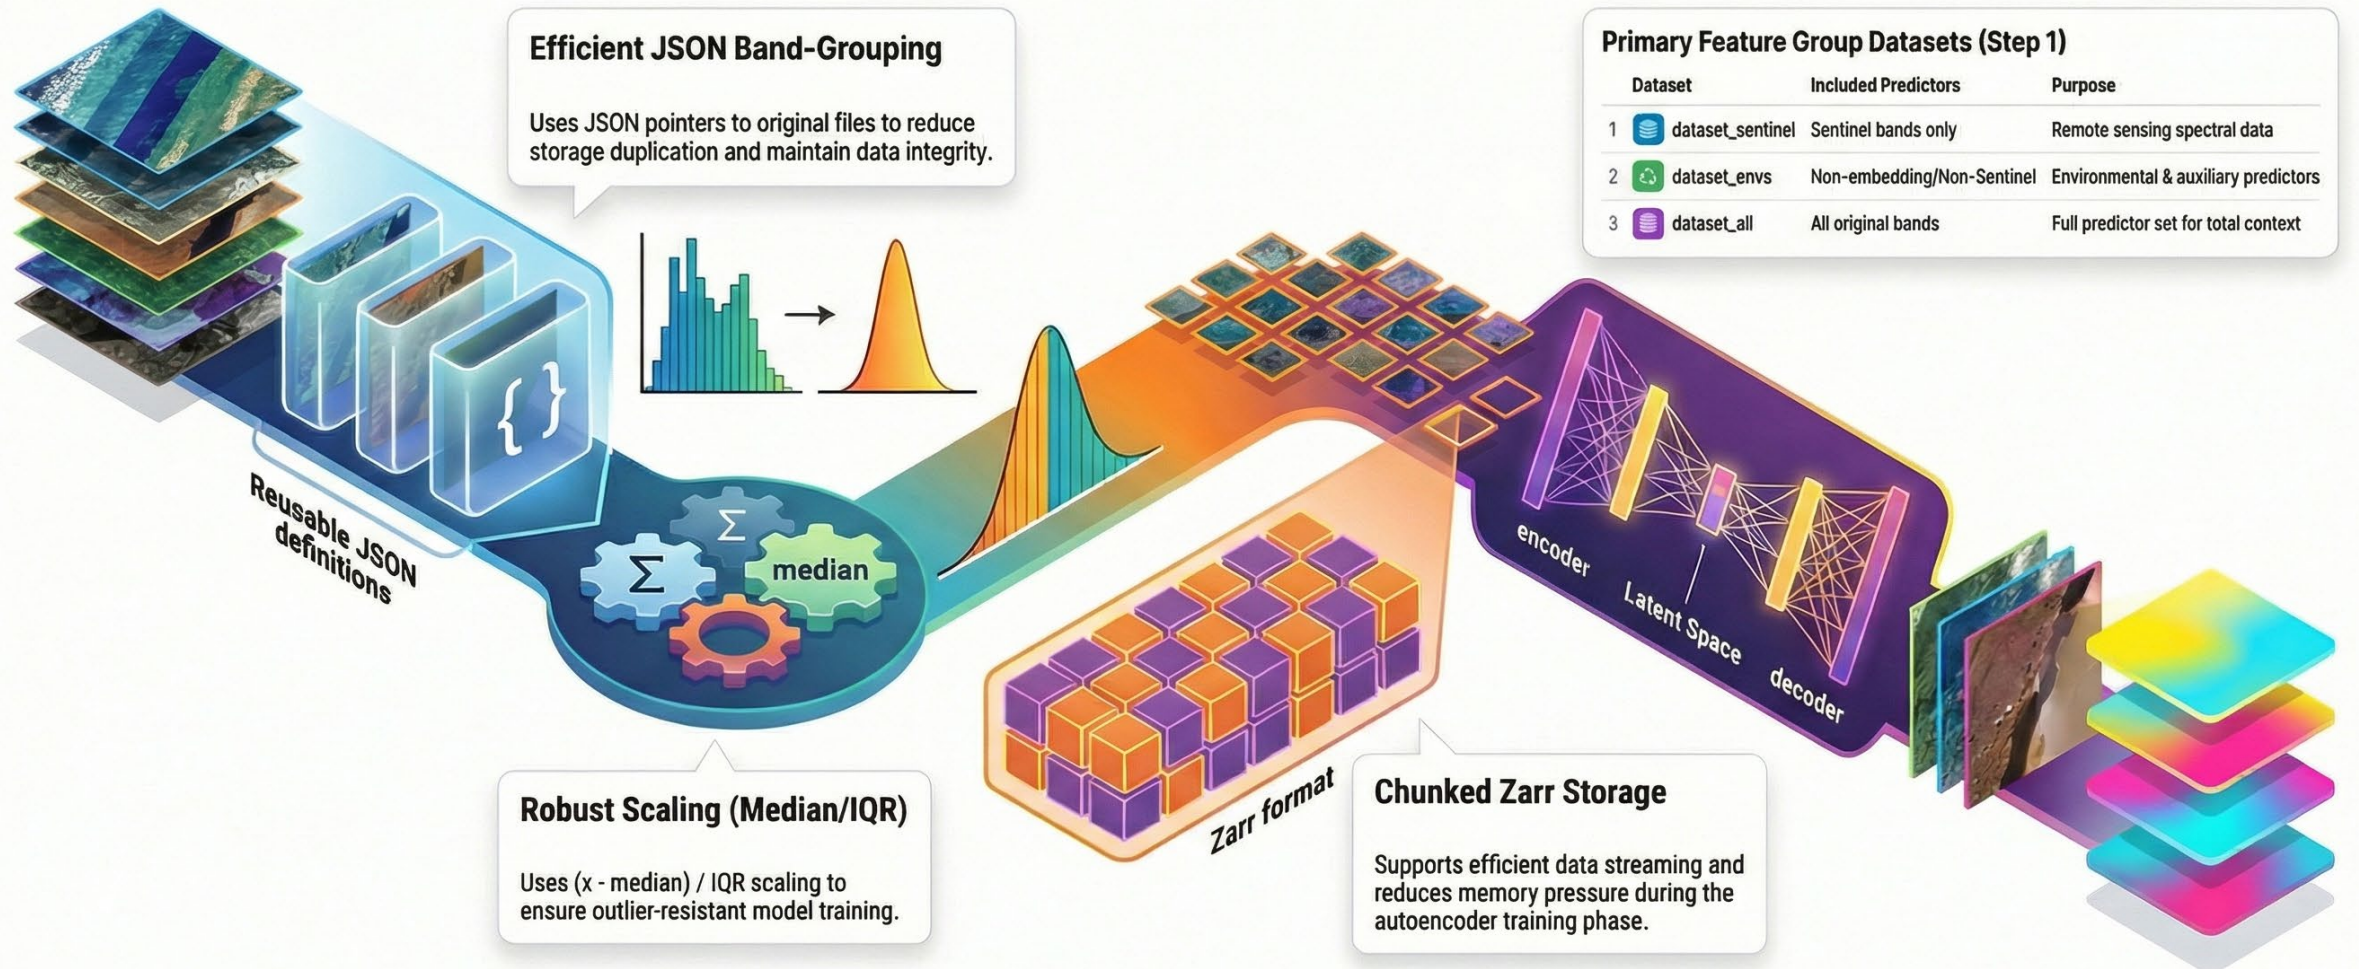 Efficient JSON Band-Grouping
Uses JSON pointers to original files to reduce
storage duplication and maintain data integrity.
Primary Feature Group Datasets (Step 1)
Dataset Included Predictors Purpose
1 dataset_sentinel Sentinel bands only Remote sensing spectral data
2 dataset_envs Non-embedding/Non-Sentinel Environmental & auxiliary predictors
3 dataset_all All original bands Full predictor set for total context
{ }
Reusable JSON
definitions
Σ
Σ
median
encoder
Latent Space
decoder
Zarr format
Robust Scaling (Median/IQR)
Uses (x - median) / IQR scaling to
ensure outlier-resistant model training.
Chunked Zarr Storage
Supports efficient data streaming and
reduces memory pressure during the
autoencoder training phase.